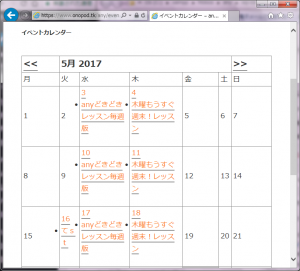 https://www.onopod.tk/any/even
イベントカレンダー – an...
イベントカレンダー
<< 5月 2017 >>
月 火 水 木 金 土 日
1 2 3 4 5 6 7
anyどきどき
レッスン毎週
版
木曜もうすぐ
週末！レッス
ン
8 9 10 11 12 13 14
anyどきどき
レッスン毎週
版
木曜もうすぐ
週末！レッス
ン
15 16 17 18 19 20 21
てｓ
ｔ
anyどきどき
レッスン毎週
版
木曜もうすぐ
週末！レッス
ン